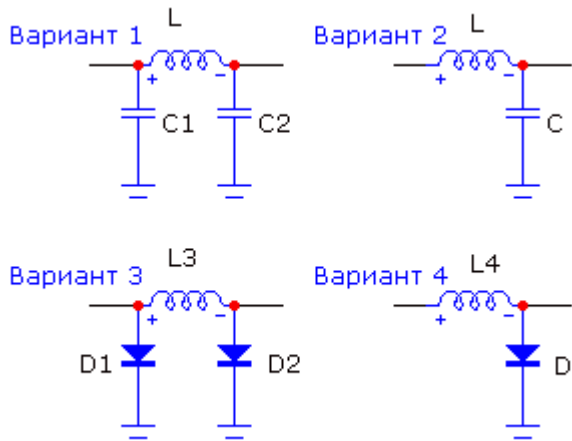 Вариант 1
L
Вариант 2
L
+
-
+
-
C1
C2
C
Вариант 3
L3
Вариант 4
L4
+
-
+
-
D1
D2
D